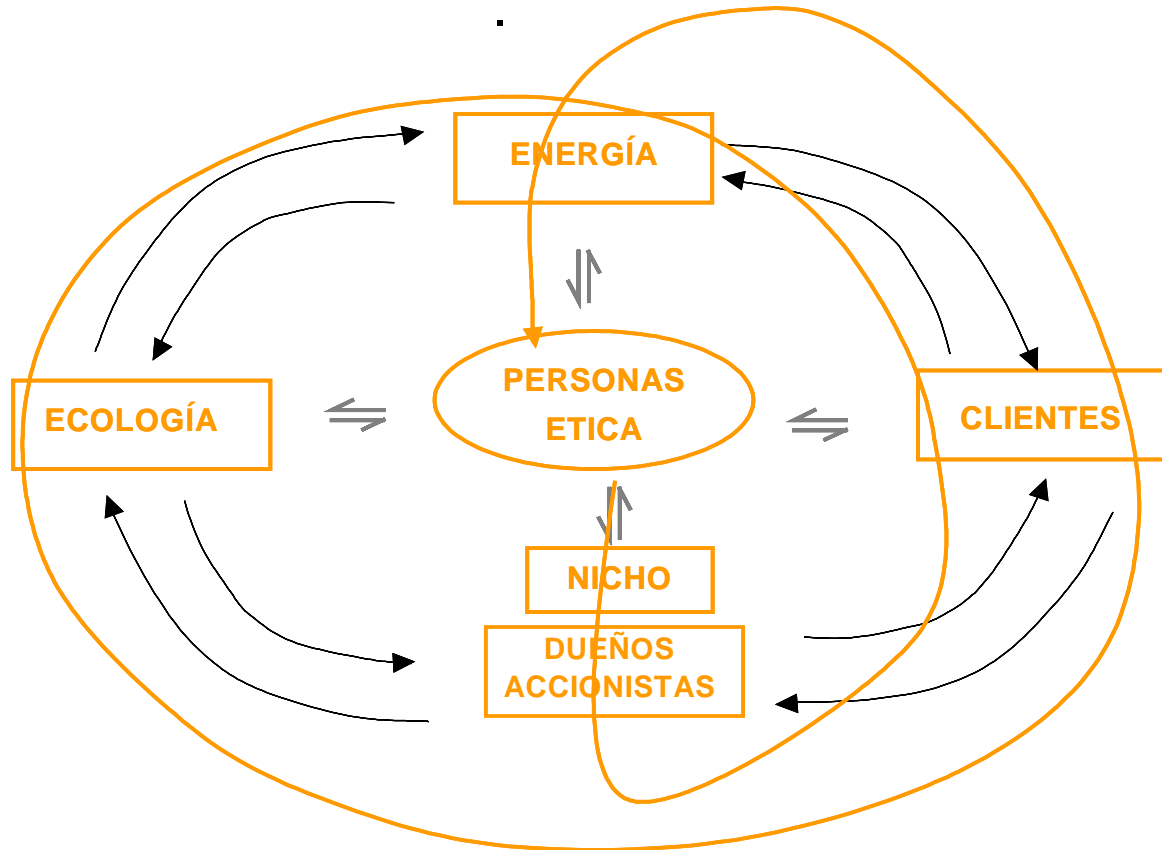 ENERGÍA
PERSONAS
ETICA
ECOLOGÍA
CLIENTES
NICHO
DUEÑOS
ACCIONISTAS